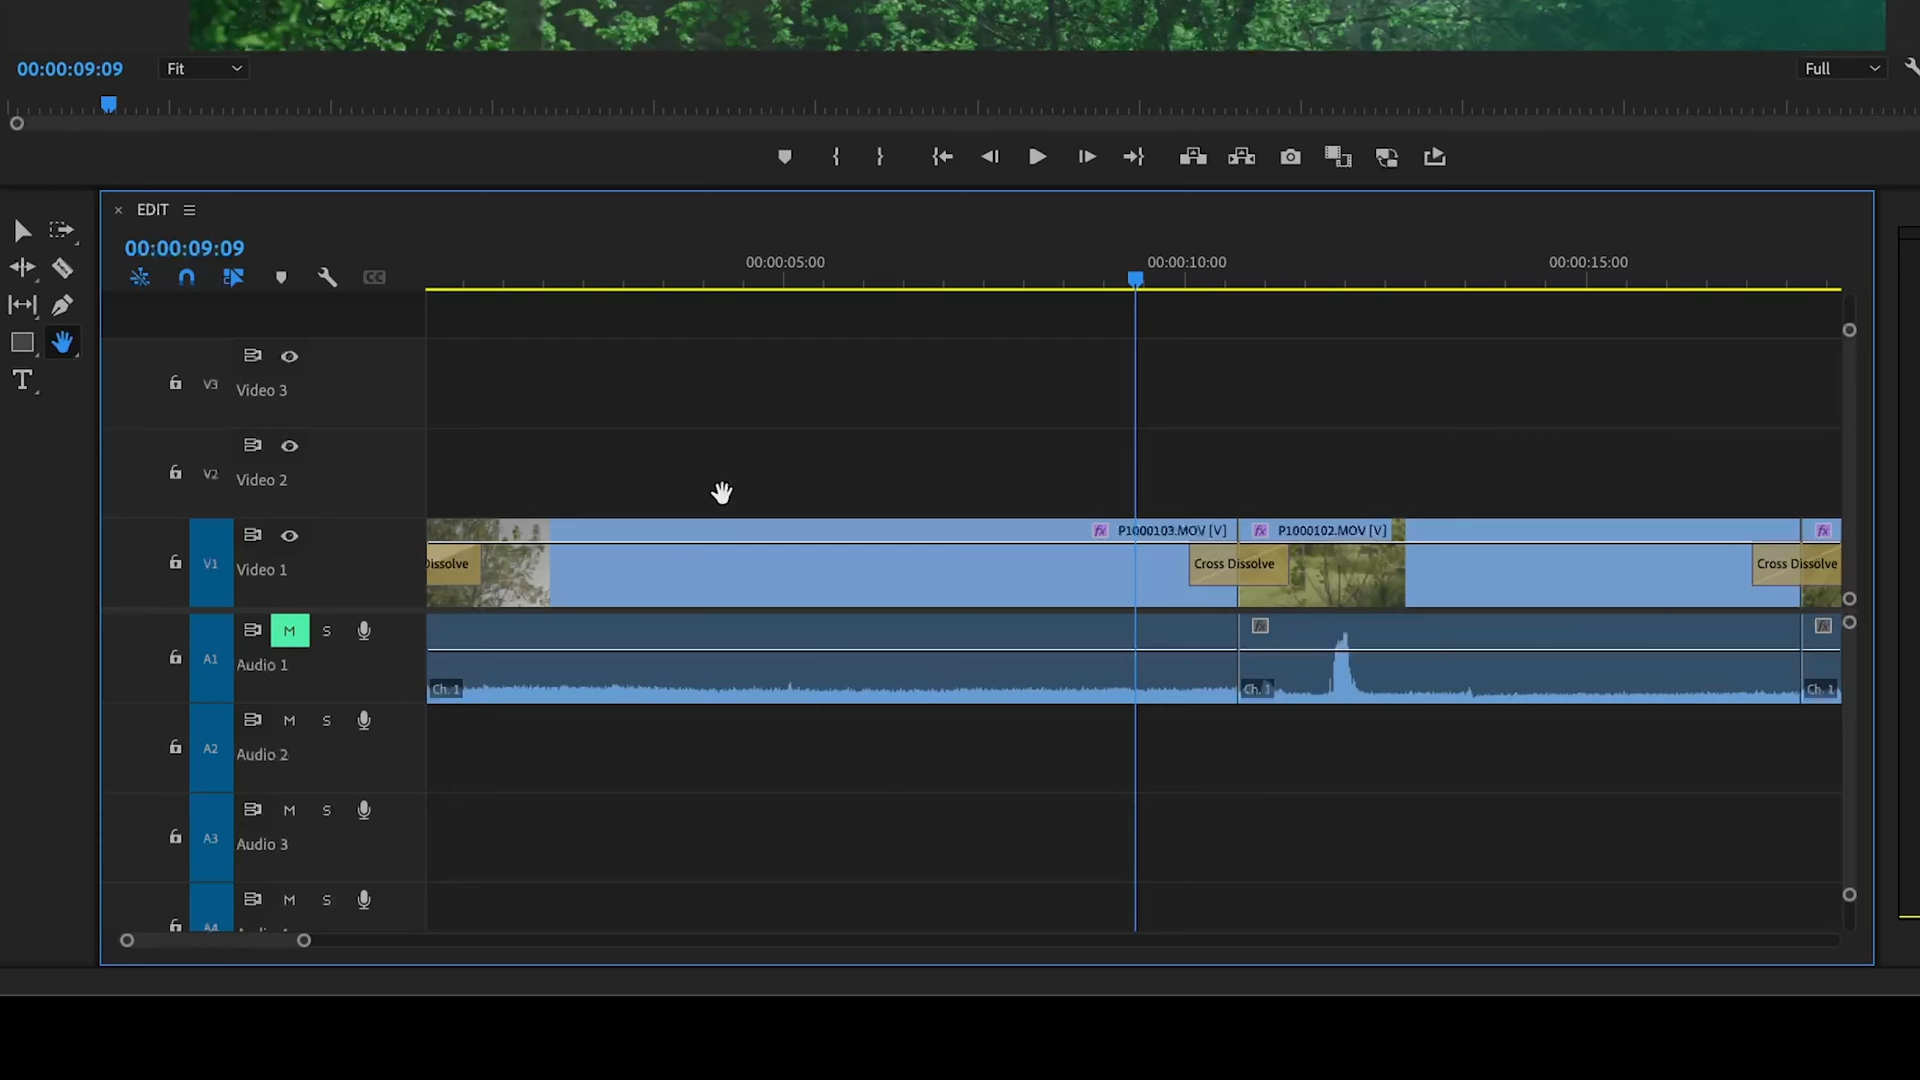 00:00:09:09 Fit Full
EDIT
00:00:09:09
00:00:05:00 00:00:10:00 00:00:15:00
CC
V3 Video 3
V2 Video 2
fx P1000103.MOV [V] fx P1000102.MOV [V] fx
V1 Video 1 Dissolve Cross Dissolve Cross Dissolve
M S fx fx
A1 Audio 1
Ch. 1 Ch. 1 Ch. 1
M S
A2 Audio 2
M S
A3 Audio 3
M S
A4